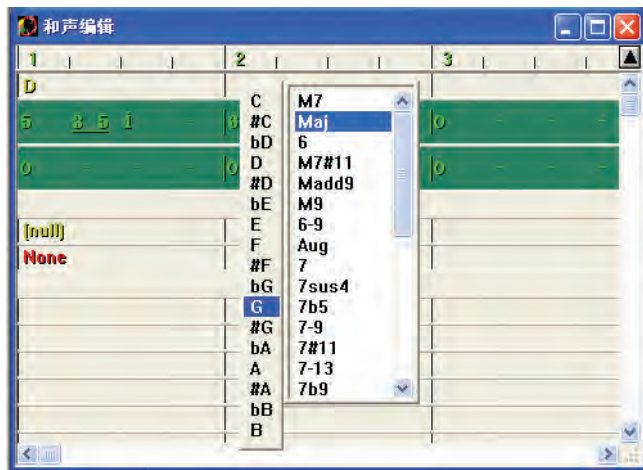 和声编辑
1 2 3
D
5 3 5 1 - 3 0 - - -
0 - - - 0 0 - - -
(null)
None
C
#C
bD
D
#D
bE
E
F
#F
bG
G
#G
bA
A
#A
bB
B
M7
Maj
6
M7#11
Madd9
M9
6-9
Aug
7
7sus4
7b5
7-9
7#11
7-13
7b9